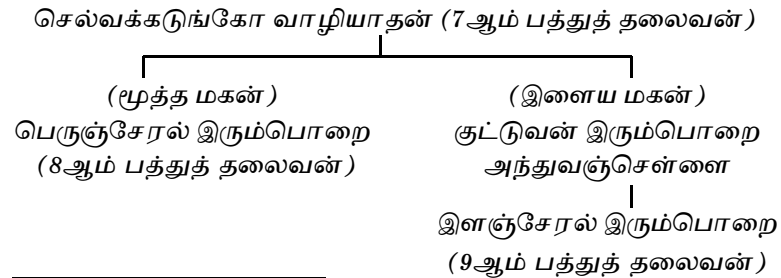 செல்வக்கடுங்கோ வாழியாதன் (7ஆம் பத்துத் தலைவன்)
(மூத்த மகன்)
பெருஞ்சேரல் இரும்பொறை
(8ஆம் பத்துத் தலைவன்)
(இளைய மகன்)
குட்டுவன் இரும்பொறை
அந்துவஞ்செள்ளை
இளஞ்சேரல் இரும்பொறை
(9ஆம் பத்துத் தலைவன்)